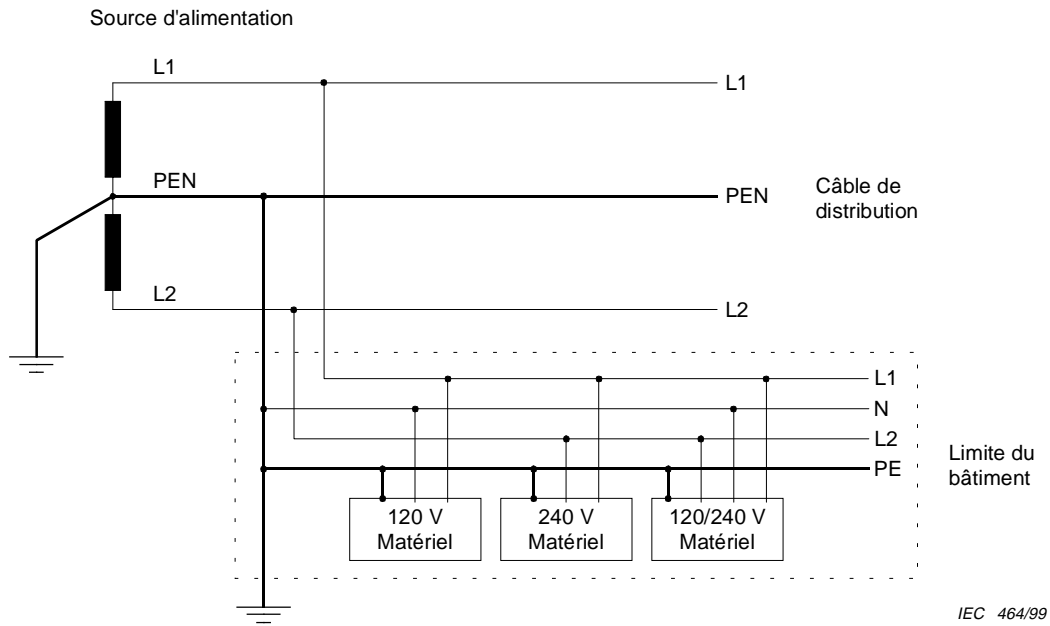 Source d'alimentation
L1
L1
PEN
PEN
Câble de
distribution
L2
L2
L1
N
L2
PE
Limite du
bâtiment
120 V
Matériel
240 V
Matériel
120/240 V
Matériel
IEC 464/99